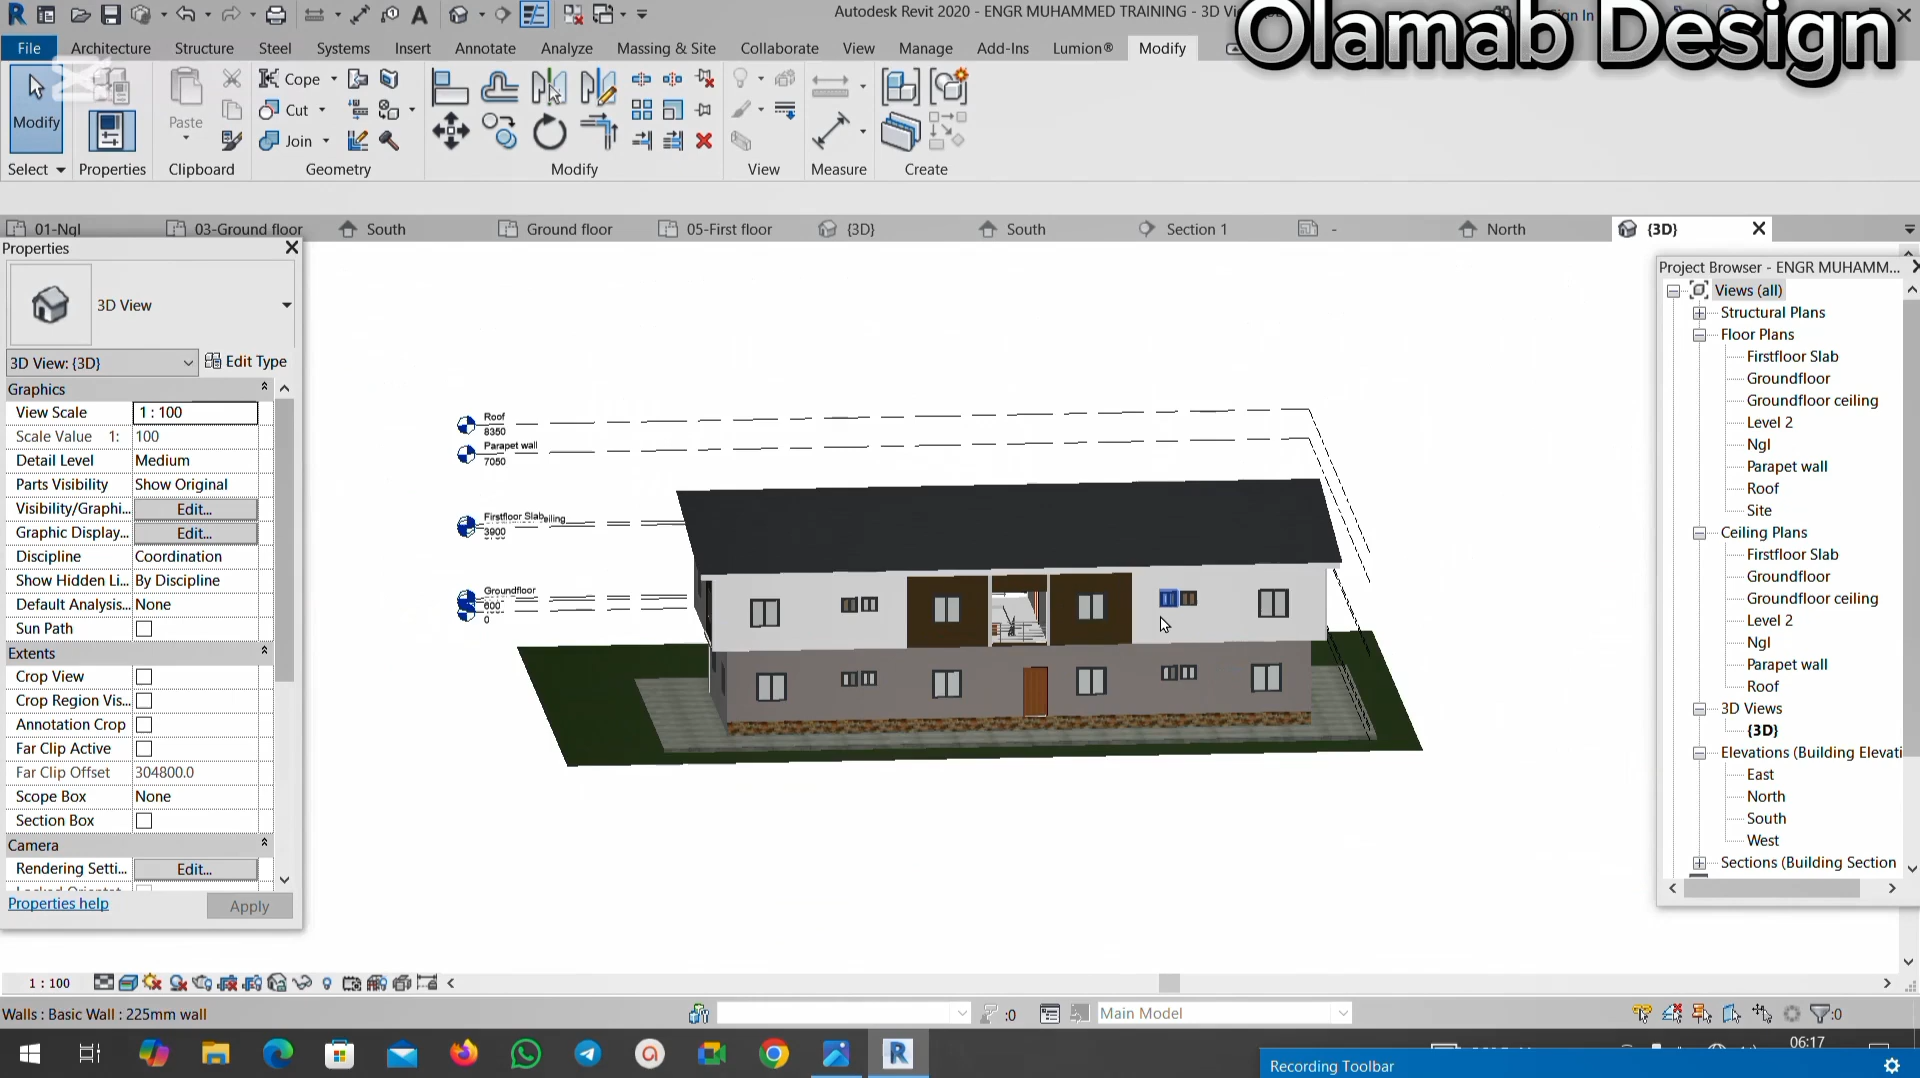 Autodesk Revit 2020 - ENGR MUHAMMED TRAINING - 3D Vi
Sign In
Olamab Design
File
Architecture
Structure
Steel
Systems
Insert
Annotate
Analyze
Massing & Site
Collaborate
View
Manage
Add-Ins
Lumion®
Modify
Modify
Paste
Cope
Cut
Join
Select
Properties
Clipboard
Geometry
Modify
View
Measure
Create
01-Ngl
03-Ground floor
South
Ground floor
05-First floor
{3D}
South
Section 1
-
North
{3D}
Properties
3D View
3D View: {3D}
Edit Type
Graphics
View Scale 1 : 100
Scale Value 1: 100
Detail Level Medium
Parts Visibility Show Original
Visibility/Graphi... Edit...
Graphic Display... Edit...
Discipline Coordination
Show Hidden Li... By Discipline
Default Analysis... None
Sun Path
Extents
Crop View
Crop Region Vis...
Annotation Crop
Far Clip Active
Far Clip Offset 304800.0
Scope Box None
Section Box
Camera
Rendering Setti... Edit...
Properties help
Apply
Roof
8350
Parapet wall
7050
Firstfloor Slab
3900
Groundfloor
600
0
Project Browser - ENGR MUHAMM...
Views (all)
Structural Plans
Floor Plans
Firstfloor Slab
Groundfloor
Groundfloor ceiling
Level 2
Ngl
Parapet wall
Roof
Site
Ceiling Plans
Firstfloor Slab
Groundfloor
Groundfloor ceiling
Level 2
Ngl
Parapet wall
Roof
3D Views
{3D}
Elevations (Building Elevati
East
North
South
West
Sections (Building Section
1 : 100
Walls : Basic Wall : 225mm wall
:0
Main Model
:0
06:17
Recording Toolbar